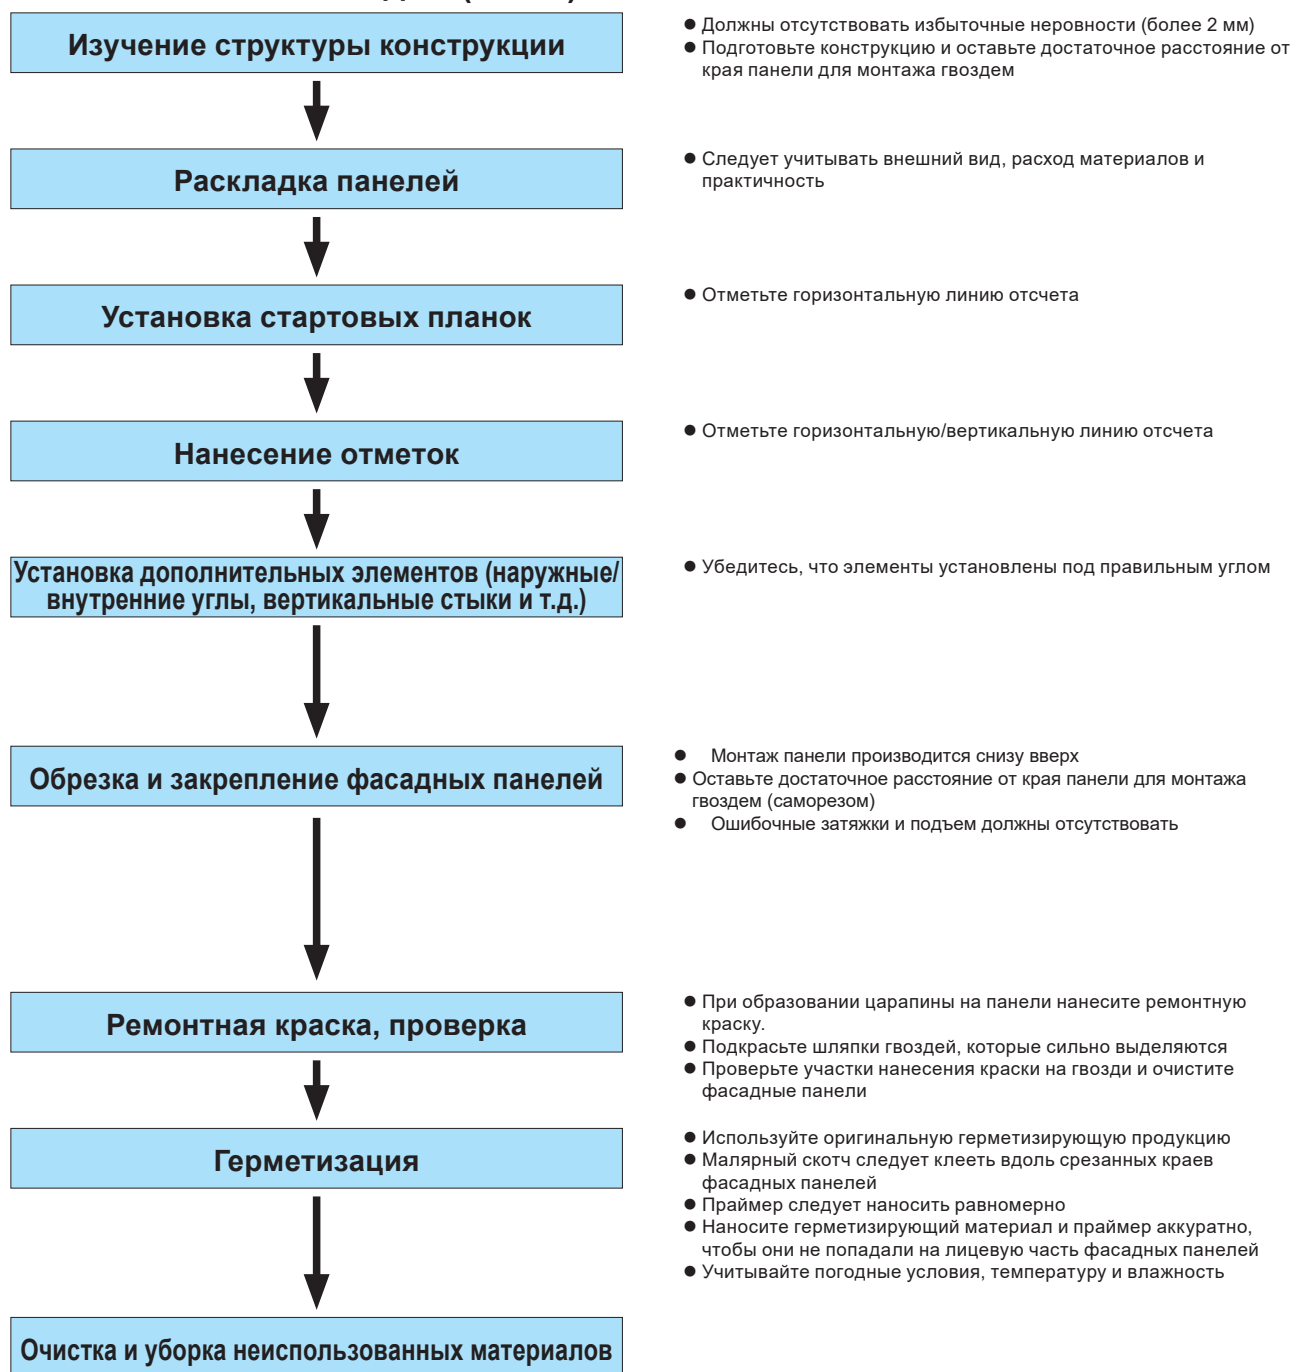 Изучение структуры конструкции
● Должны отсутствовать избыточные неровности (более 2 мм)
● Подготовьте конструкцию и оставьте достаточное расстояние от
края панели для монтажа гвоздем
Раскладка панелей
● Следует учитывать внешний вид, расход материалов и
практичность
Установка стартовых планок
● Отметьте горизонтальную линию отсчета
Нанесение отметок
● Отметьте горизонтальную/вертикальную линию отсчета
Установка дополнительных элементов (наружные/
внутренние углы, вертикальные стыки и т.д.)
● Убедитесь, что элементы установлены под правильным углом
Обрезка и закрепление фасадных панелей
● Монтаж панели производится снизу вверх
● Оставьте достаточное расстояние от края панели для монтажа
гвоздем (саморезом)
● Ошибочные затяжки и подъем должны отсутствовать
Ремонтная краска, проверка
● При образовании царапины на панели нанесите ремонтную
краску.
● Подкрасьте шляпки гвоздей, которые сильно выделяются
● Проверьте участки нанесения краски на гвозди и очистите
фасадные панели
Герметизация
● Используйте оригинальную герметизирующую продукцию
● Малярный скотч следует клееть вдоль срезанных краев
фасадных панелей
● Праймер следует наносить равномерно
● Наносите герметизирующий материал и праймер аккуратно,
чтобы они не попадали на лицевую часть фасадных панелей
● Учитывайте погодные условия, температуру и влажность
Очистка и уборка неиспользованных материалов